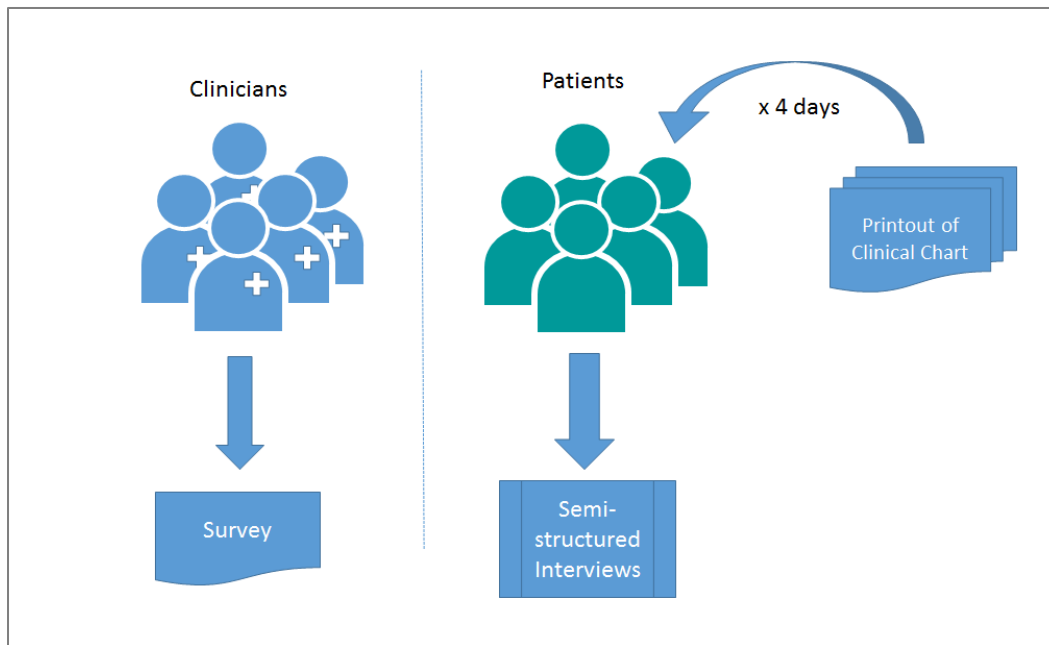 Clinicians
Patients
x 4 days
Printout of
Clinical Chart
Survey
Semi-
structured
Interviews